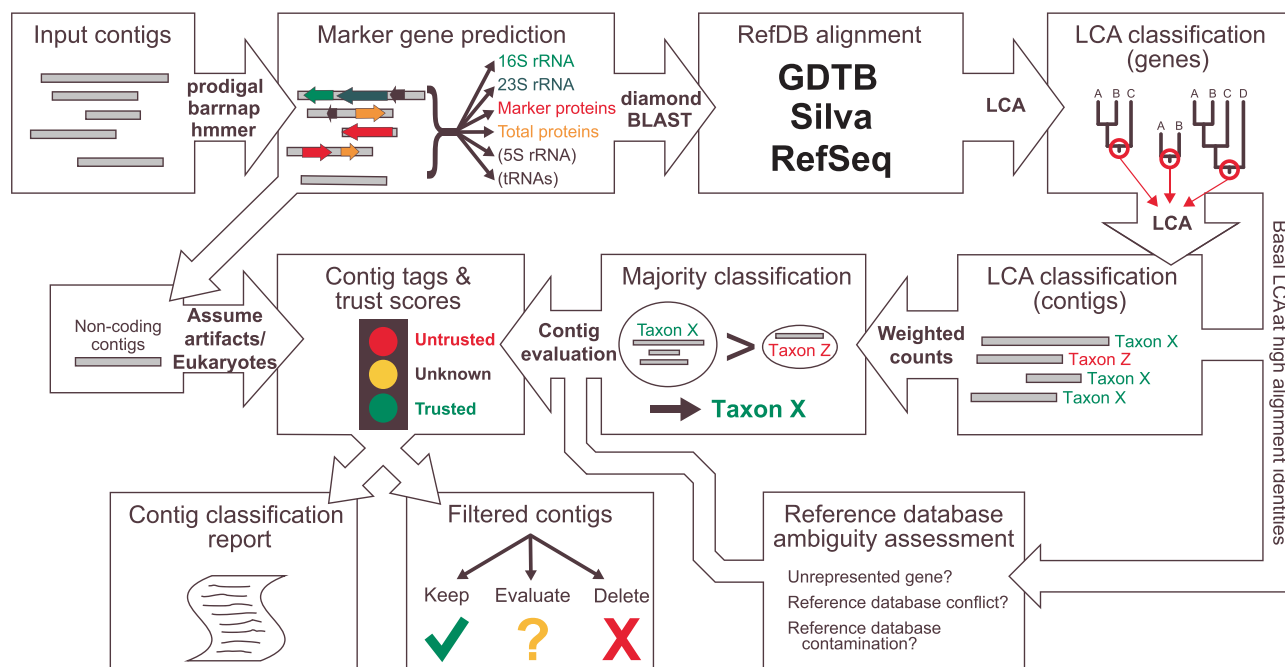 Input contigs
prodigal
barrnap
hmmer
Marker gene prediction
16S rRNA
23S rRNA
Marker proteins
Total proteins
(5S rRNA)
(tRNAs)
diamond
BLAST
RefDB alignment
GDTB
Silva
RefSeq
LCA
LCA classification
(genes)
A B C
A B
A B C D
LCA
Basal LCA at high alignment identities
LCA classification
(contigs)
Taxon X
Taxon Z
Taxon X
Taxon X
Weighted
counts
Majority classification
Taxon X
>
Taxon Z
Taxon X
Contig
evaluation
Contig tags &
trust scores
Untrusted
Unknown
Trusted
Assume
artifacts/
Eukaryotes
Non-coding
contigs
Contig classification
report
Filtered contigs
Keep Evaluate Delete
? X
Reference database
ambiguity assessment
Unrepresented gene?
Reference database conflict?
Reference database
contamination?